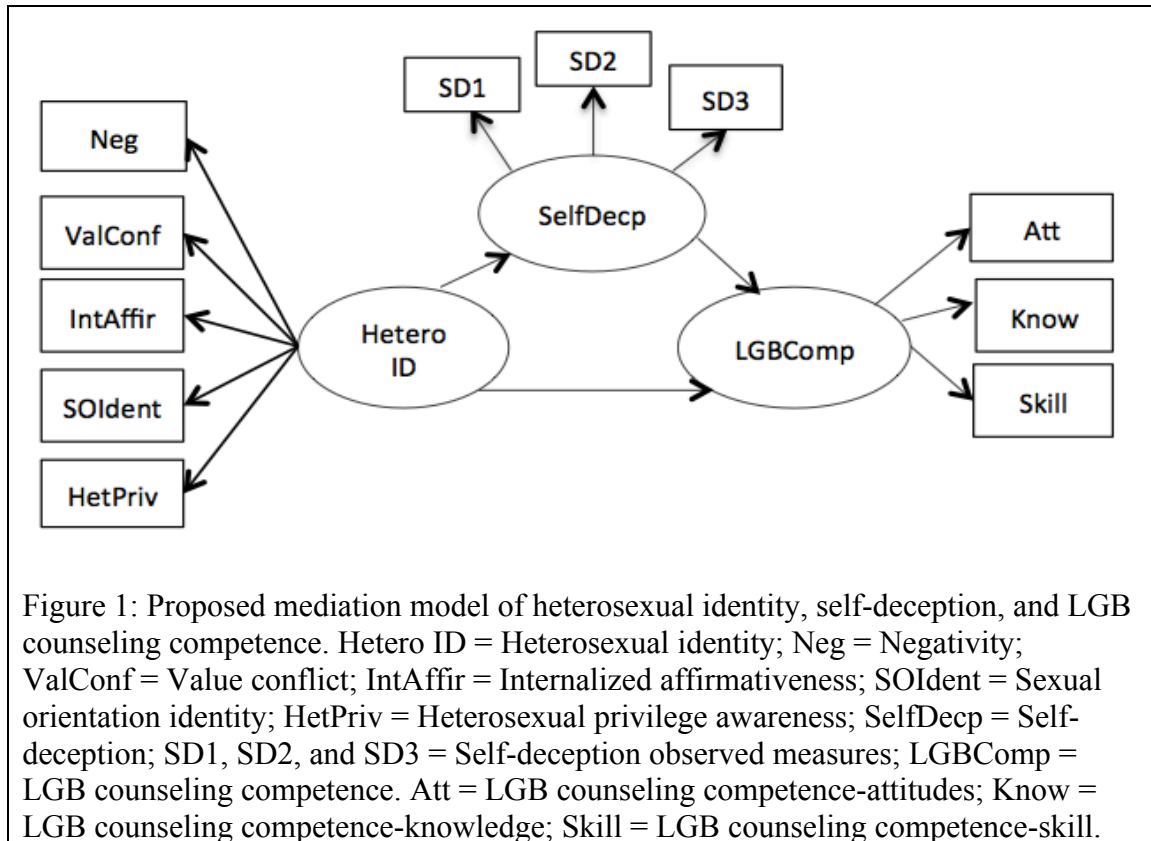 SD2
SD1
SD3
Neg
ValConf
SelfDecp
Att
IntAffir
Know
Hetero
ID
LGBComp
SOIdent
Skill
HetPriv
Figure 1: Proposed mediation model of heterosexual identity, self-deception, and LGB
counseling competence. Hetero ID = Heterosexual identity; Neg = Negativity;
ValConf = Value conflict; IntAffir = Internalized affirmativeness; SOIdent = Sexual
orientation identity; HetPriv = Heterosexual privilege awareness; SelfDecp = Self-
deception; SD1, SD2, and SD3 = Self-deception observed measures; LGBComp =
LGB counseling competence. Att = LGB counseling competence-attitudes; Know =
LGB counseling competence-knowledge; Skill = LGB counseling competence-skill.